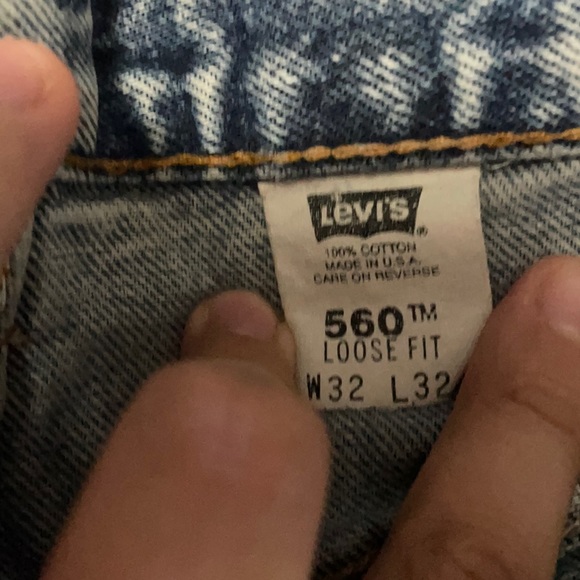 Levi's®
100% COTTON
MADE IN U.S.A.
CARE ON REVERSE
560™
LOOSE FIT
W32 L32